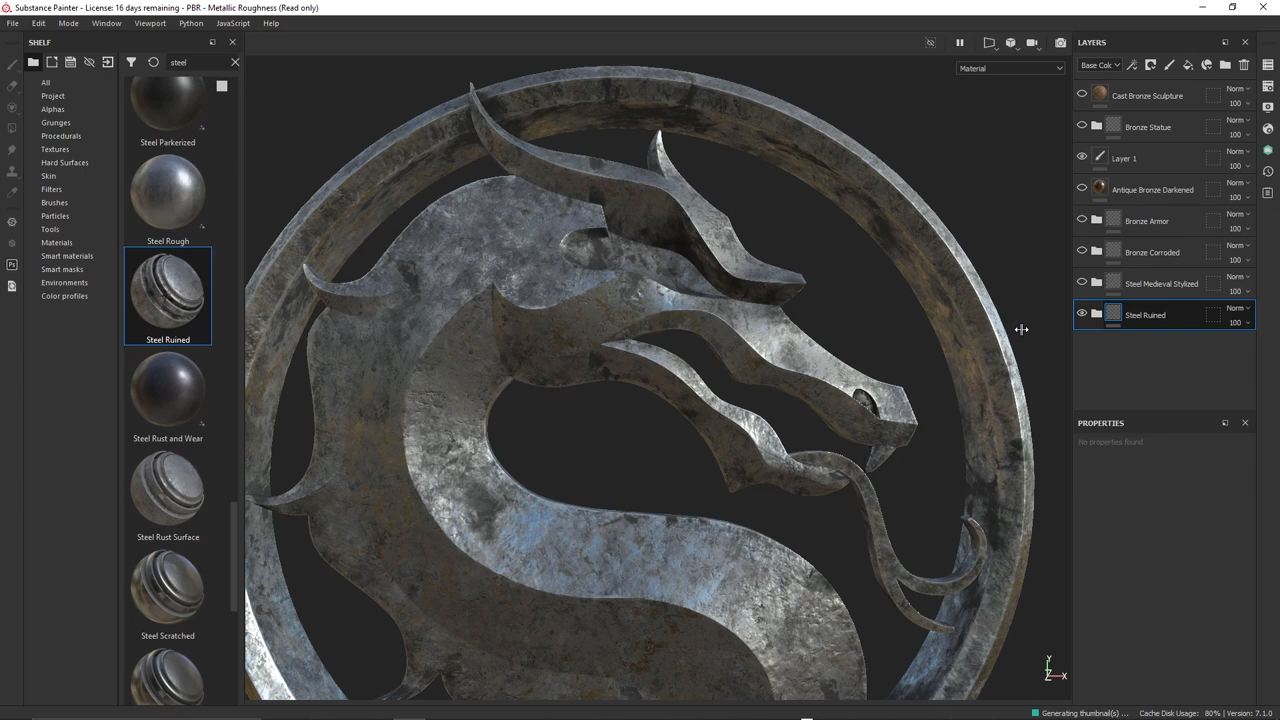 Substance Painter - License: 16 days remaining - PBR - Metallic Roughness (Read only)
File Edit Mode Window Viewport Python JavaScript Help
SHELF
steel
All
Project
Alphas
Grunges
Procedurals
Textures
Hard Surfaces
Skin
Filters
Brushes
Particles
Tools
Materials
Smart materials
Smart masks
Environments
Color profiles
Steel Parkerized
Steel Rough
Steel Ruined
Steel Rust and Wear
Steel Rust Surface
Steel Scratched
Ps
Material
Y
Z
X
LAYERS
Base Colc
Cast Bronze Sculpture Norm
100
Bronze Statue Norm
100
Layer 1 Norm
100
Antique Bronze Darkened Norm
100
Bronze Armor Norm
100
Bronze Corroded Norm
100
Steel Medieval Stylized Norm
100
Steel Ruined Norm
100
PROPERTIES
No properties found
Generating thumbnail(s) ... Cache Disk Usage: 80% | Version: 7.1.0